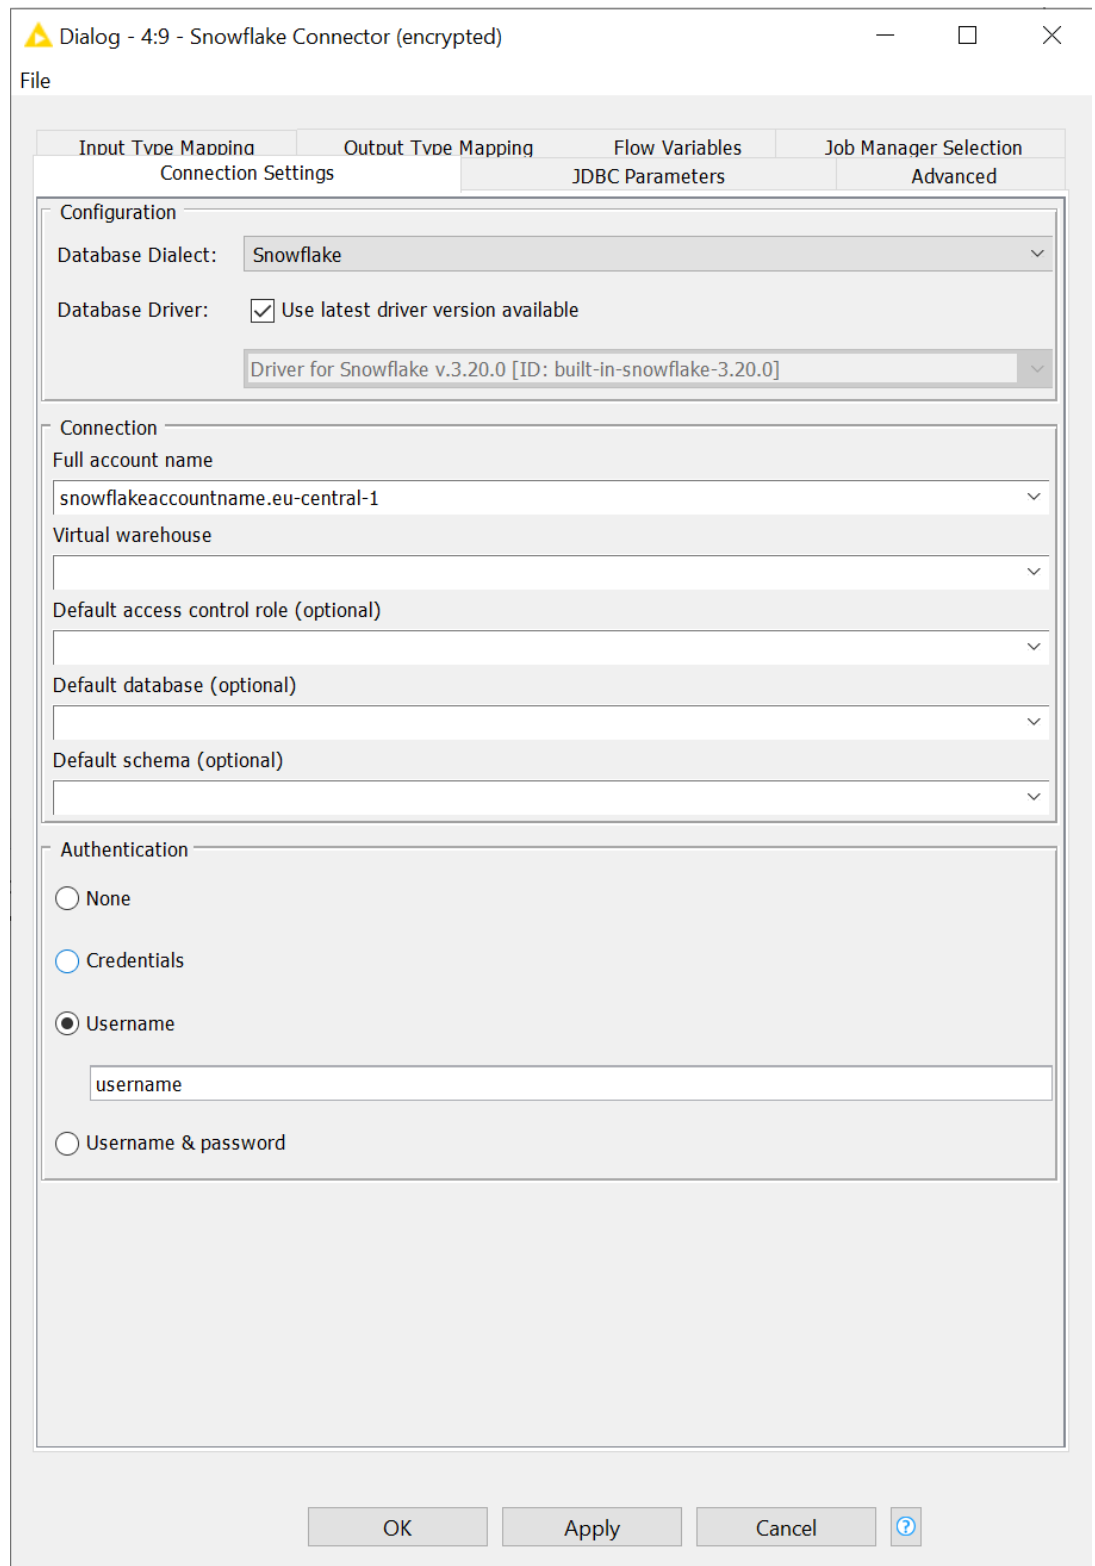 Dialog - 4:9 - Snowflake Connector (encrypted)
File
Input Type Mapping Output Type Mapping Flow Variables Job Manager Selection
Connection Settings JDBC Parameters Advanced
Configuration
Database Dialect: Snowflake
Database Driver: Use latest driver version available
Driver for Snowflake v.3.20.0 [ID: built-in-snowflake-3.20.0]
Connection
Full account name
snowflakeaccountname.eu-central-1
Virtual warehouse
Default access control role (optional)
Default database (optional)
Default schema (optional)
Authentication
None
Credentials
Username
username
Username & password
OK Apply Cancel ?